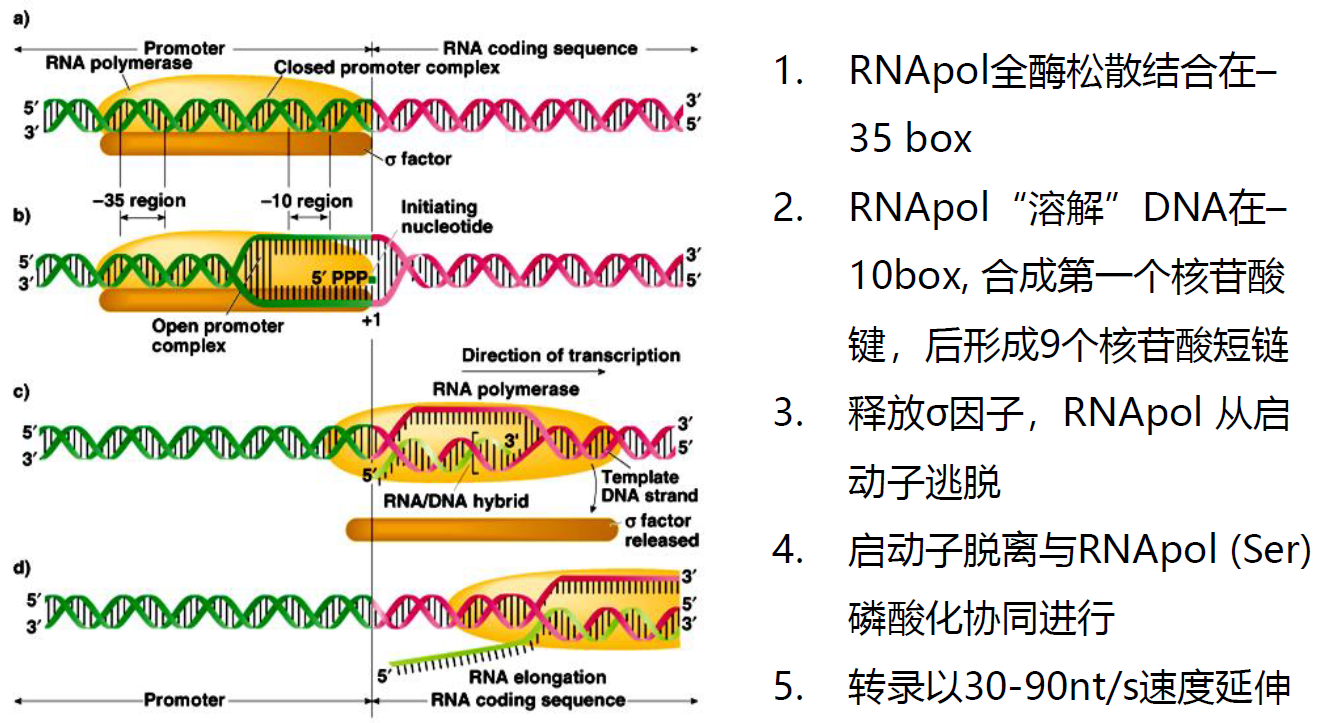 a)
Promoter
RNA coding sequence
RNA polymerase
Closed promoter complex
5′
3′
3′
5′
σ factor
−35 region
−10 region
b)
Initiating
nucleotide
5′
3′
5′ PPP
3′
5′
Open promoter
complex
+1
c)
Direction of transcription
RNA polymerase
5′
3′
3′
5′
3′
5′
Template
DNA strand
RNA/DNA hybrid
σ factor
released
d)
3′
5′
3′
5′
3′
5′
RNA elongation
Promoter
RNA coding sequence
1. RNApol全酶松散结合在–
35 box
2. RNApol“溶解”DNA在–
10box, 合成第一个核苷酸
键，后形成9个核苷酸短链
3. 释放σ因子，RNApol 从启
动子逃脱
4. 启动子脱离与RNApol (Ser)
磷酸化协同进行
5. 转录以30-90nt/s速度延伸